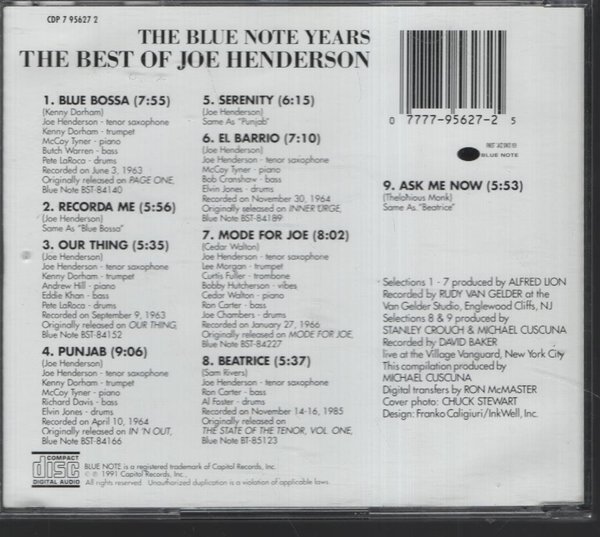 CDP 7 95627 2
THE BLUE NOTE YEARS
THE BEST OF JOE HENDERSON
1. BLUE BOSSA (7:55)
(Kenny Dorham)
Joe Henderson - tenor saxophone
Kenny Dorham - trumpet
McCoy Tyner - piano
Butch Warren - bass
Pete LaRoca - drums
Recorded on June 3, 1963
Originally released on PAGE ONE,
Blue Note BST-84140
2. RECORDA ME (5:56)
(Joe Henderson)
Same As "Blue Bossa"
3. OUR THING (5:35)
(Joe Henderson)
Joe Henderson - tenor saxophone
Kenny Dorham - trumpet
Andrew Hill - piano
Eddie Khan - bass
Pete LaRoca - drums
Recorded on September 9, 1963
Originally released on OUR THING,
Blue Note BST-84152
4. PUNJAB (9:06)
(Joe Henderson)
Joe Henderson - tenor saxophone
Kenny Dorham - trumpet
McCoy Tyner - piano
Richard Davis - bass
Elvin Jones - drums
Recorded on April 10, 1964
Originally released on IN 'N OUT,
Blue Note BST-84166
5. SERENITY (6:15)
(Joe Henderson)
Same As "Punjab"
6. EL BARRIO (7:10)
(Joe Henderson)
Joe Henderson - tenor saxophone
McCoy Tyner - piano
Bob Cranshaw - bass
Elvin Jones - drums
Recorded on November 30, 1964
Originally released on INNER URGE,
Blue Note BST-84189
7. MODE FOR JOE (8:02)
(Cedar Walton)
Joe Henderson - tenor saxophone
Lee Morgan - trumpet
Curtis Fuller - trombone
Bobby Hutcherson - vibes
Cedar Walton - piano
Ron Carter - bass
Joe Chambers - drums
Recorded on January 27, 1966
Originally released on MODE FOR JOE,
Blue Note BST-84227
8. BEATRICE (5:37)
(Sam Rivers)
Joe Henderson - tenor saxophone
Ron Carter - bass
Al Foster - drums
Recorded on November 14-16, 1985
Originally released on
THE STATE OF THE TENOR, VOL. ONE,
Blue Note BT-85123
0 7777-95627-2 5
BLUE NOTE
9. ASK ME NOW (5:53)
(Thelohious Monk)
Same As "Beatrice"
Selections 1 - 7 produced by ALFRED LION
Recorded by RUDY VAN GELDER at the
Van Gelder Studio, Englewood Cliffs, NJ
Selections 8 & 9 produced by
STANLEY CROUCH & MICHAEL CUSCUNA
Recorded by DAVID BAKER
live at the Village Vanguard, New York City
This compilation produced by
MICHAEL CUSCUNA
Digital transfers by RON McMASTER
Cover photo: CHUCK STEWART
Design: Franko Caligiuri/InkWell, Inc.
COMPACT
disc
DIGITAL AUDIO
BLUE NOTE is a registered trademark of Capitol Records, Inc.
© ℗ 1991 Capitol Records, Inc.
All rights reserved. Unauthorized duplication is a violation of applicable laws.